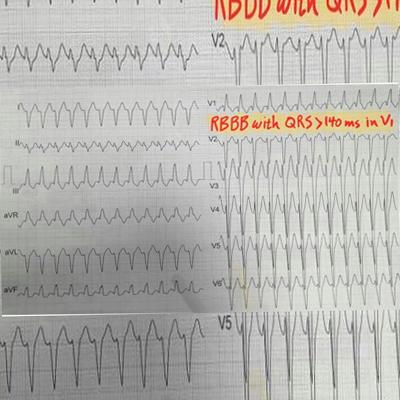 RBBB with QRS >1
V2
I
V1
RBBB with QRS >140 ms in V1
II
V2
III
V3
aVR
V4
aVL
V5
aVF
V6
V5